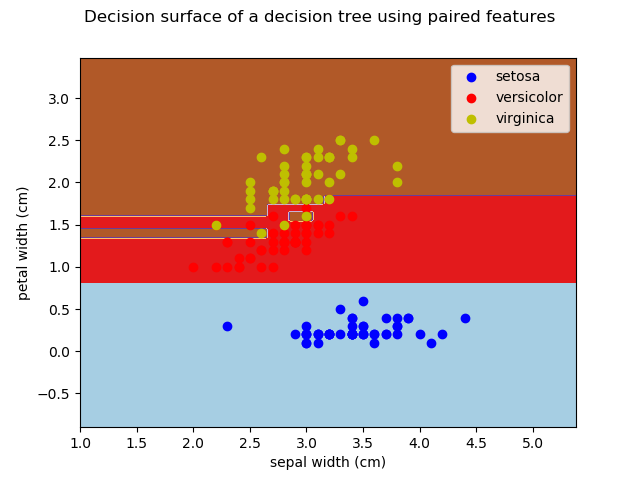 Decision surface of a decision tree using paired features
setosa
versicolor
virginica
3.0
2.5
2.0
1.5
1.0
0.5
0.0
−0.5
petal width (cm)
1.0 1.5 2.0 2.5 3.0 3.5 4.0 4.5 5.0
sepal width (cm)